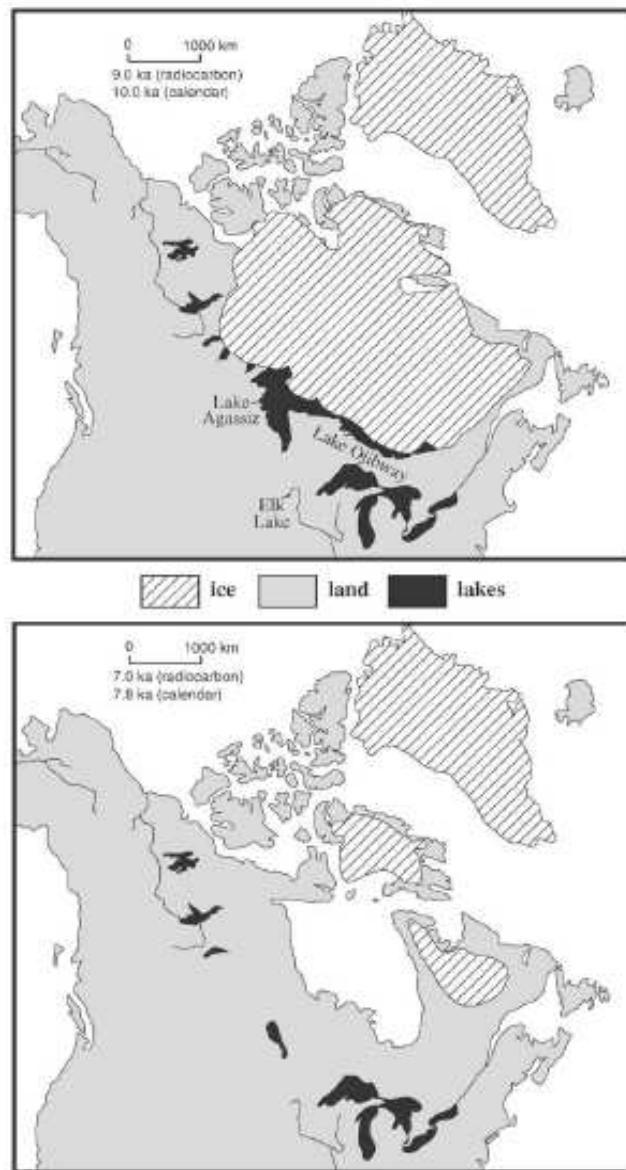 0 1000 km
9.0 ka (radiocarbon)
10.0 ka (calendar)
Lake
Agassiz
Lake Ojibway
Elk
Lake
ice land lakes
0 1000 km
7.0 ka (radiocarbon)
7.8 ka (calendar)